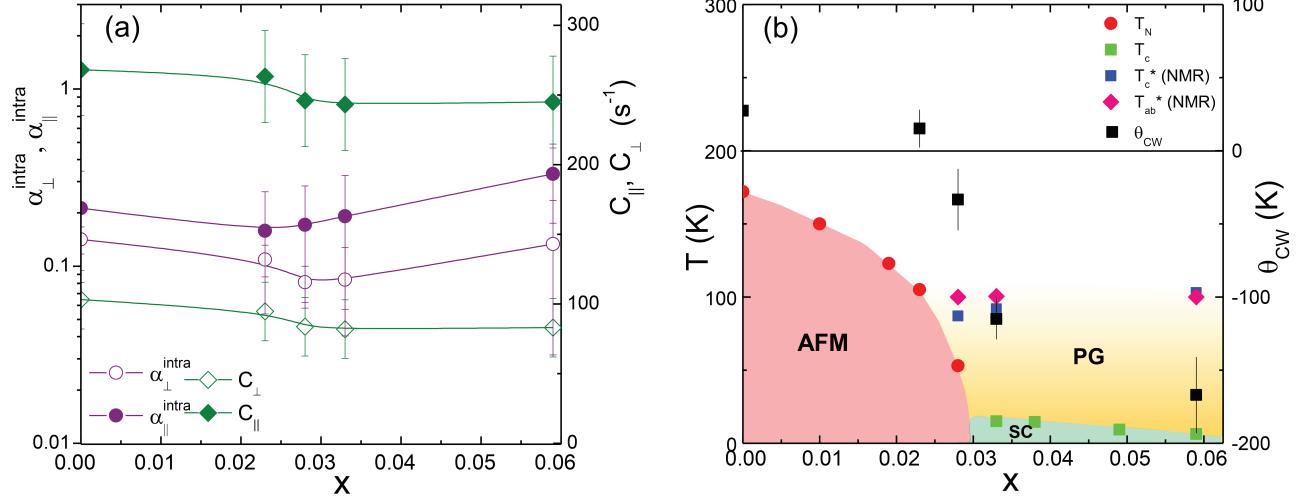 (a)
1
0.1
0.01
α⊥^intra, α||^intra
0.00 0.01 0.02 0.03 0.04 0.05 0.06
x
300
200
100
0
C||, C⊥ (s⁻¹)
α⊥^intra C⊥
α||^intra C||
(b)
300
200
100
0
T (K)
0.00 0.01 0.02 0.03 0.04 0.05 0.06
x
100
0
-100
-200
θCW (K)
TN
Tc
Tc* (NMR)
Tab* (NMR)
θCW
AFM
PG
SC